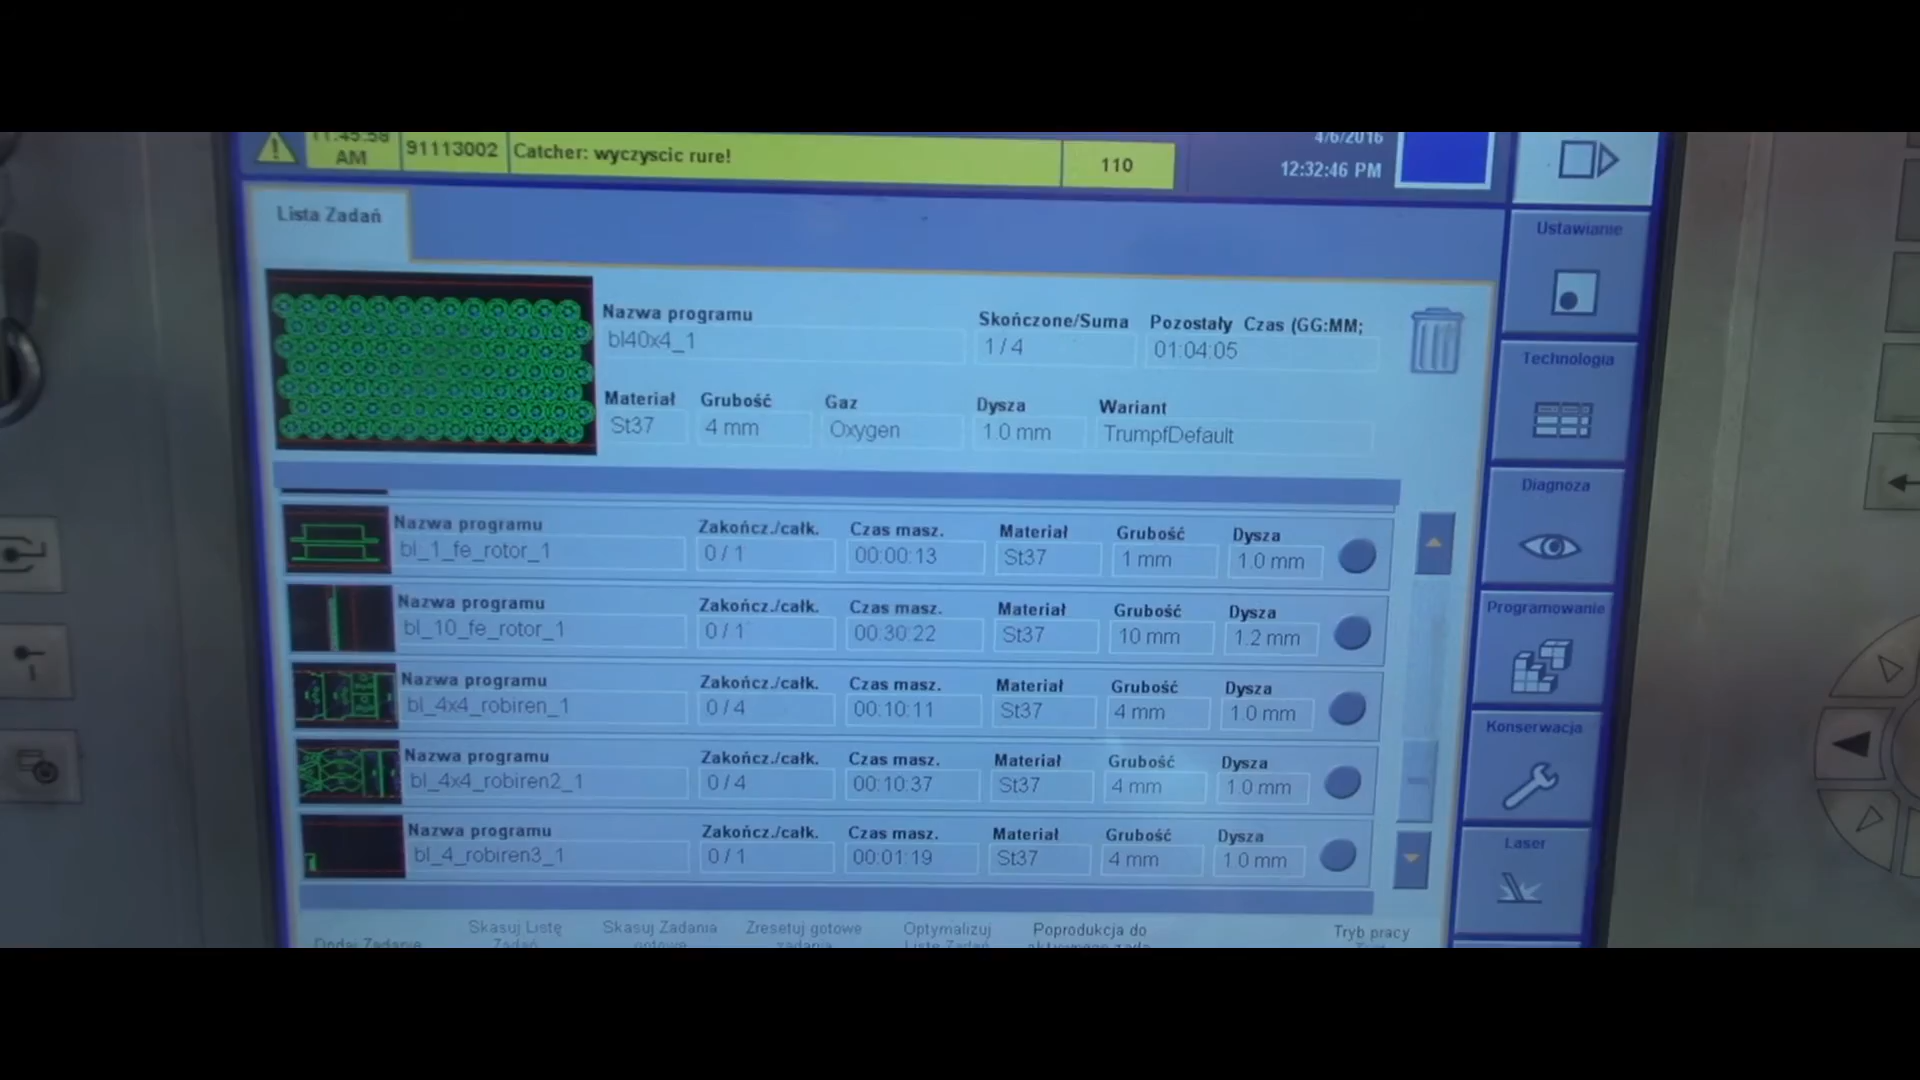 11:45:58 AM
91113002
Catcher: wyczyscic rure!
110
4/6/2016
12:32:46 PM
Lista Zadań
Nazwa programu
bl40x4_1
Skończone/Suma
1 / 4
Pozostały Czas (GG:MM;
01:04:05
Materiał
St37
Grubość
4 mm
Gaz
Oxygen
Dysza
1.0 mm
Wariant
TrumpfDefault
Nazwa programu Zakończ./całk. Czas masz. Materiał Grubość Dysza
bl_1_fe_rotor_1 0 / 1 00:00:13 St37 1 mm 1.0 mm
Nazwa programu Zakończ./całk. Czas masz. Materiał Grubość Dysza
bl_10_fe_rotor_1 0 / 1 00:30:22 St37 10 mm 1.2 mm
Nazwa programu Zakończ./całk. Czas masz. Materiał Grubość Dysza
bl_4x4_robiren_1 0 / 4 00:10:11 St37 4 mm 1.0 mm
Nazwa programu Zakończ./całk. Czas masz. Materiał Grubość Dysza
bl_4x4_robiren2_1 0 / 4 00:10:37 St37 4 mm 1.0 mm
Nazwa programu Zakończ./całk. Czas masz. Materiał Grubość Dysza
bl_4_robiren3_1 0 / 1 00:01:19 St37 4 mm 1.0 mm
Dodaj Zadanie
Skasuj Listę
Zadań
Skasuj Zadania
gotowe
Zresetuj gotowe
zadania
Optymalizuj
Listę Zadań
Poprodukcja do
Tryb pracy
Ustawianie
Technologia
Diagnoza
Programowanie
Konserwacja
Laser